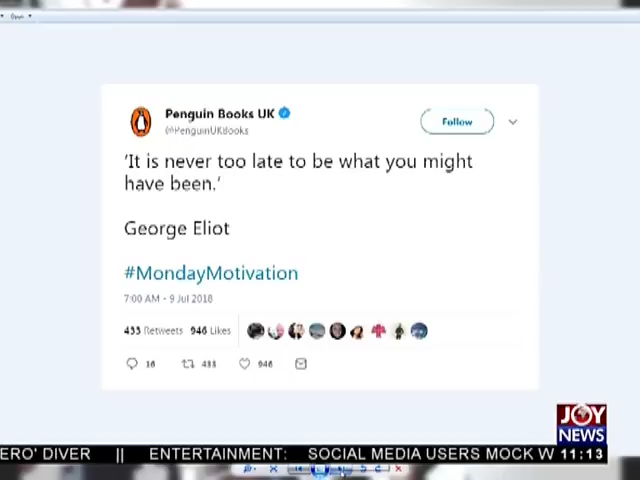 Open
Penguin Books UK
@PenguinUKBooks
Follow
'It is never too late to be what you might
have been.'
George Eliot
#MondayMotivation
7:00 AM - 9 Jul 2018
433 Retweets 946 Likes
16 433 946
JOY
NEWS
ERO' DIVER || ENTERTAINMENT: SOCIAL MEDIA USERS MOCK W 11:13